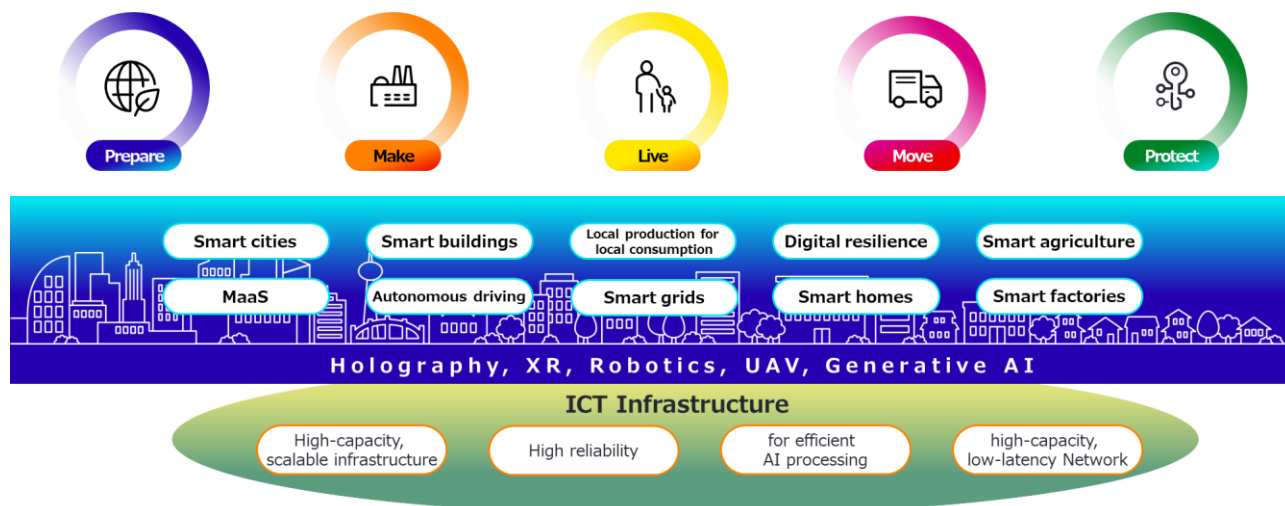 Prepare
Make
Live
Move
Protect
Smart cities
Smart buildings
Local production for
local consumption
Digital resilience
Smart agriculture
MaaS
Autonomous driving
Smart grids
Smart homes
Smart factories
Holography, XR, Robotics, UAV, Generative AI
ICT Infrastructure
High-capacity,
scalable infrastructure
High reliability
for efficient
AI processing
high-capacity,
low-latency Network